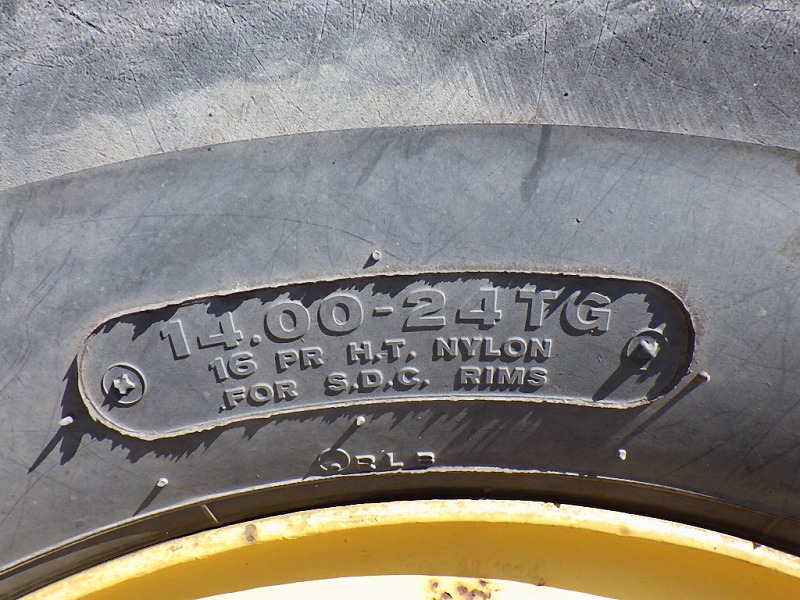 14.00-24TG
16 PR H.T. NYLON
FOR S.D.C. RIMS